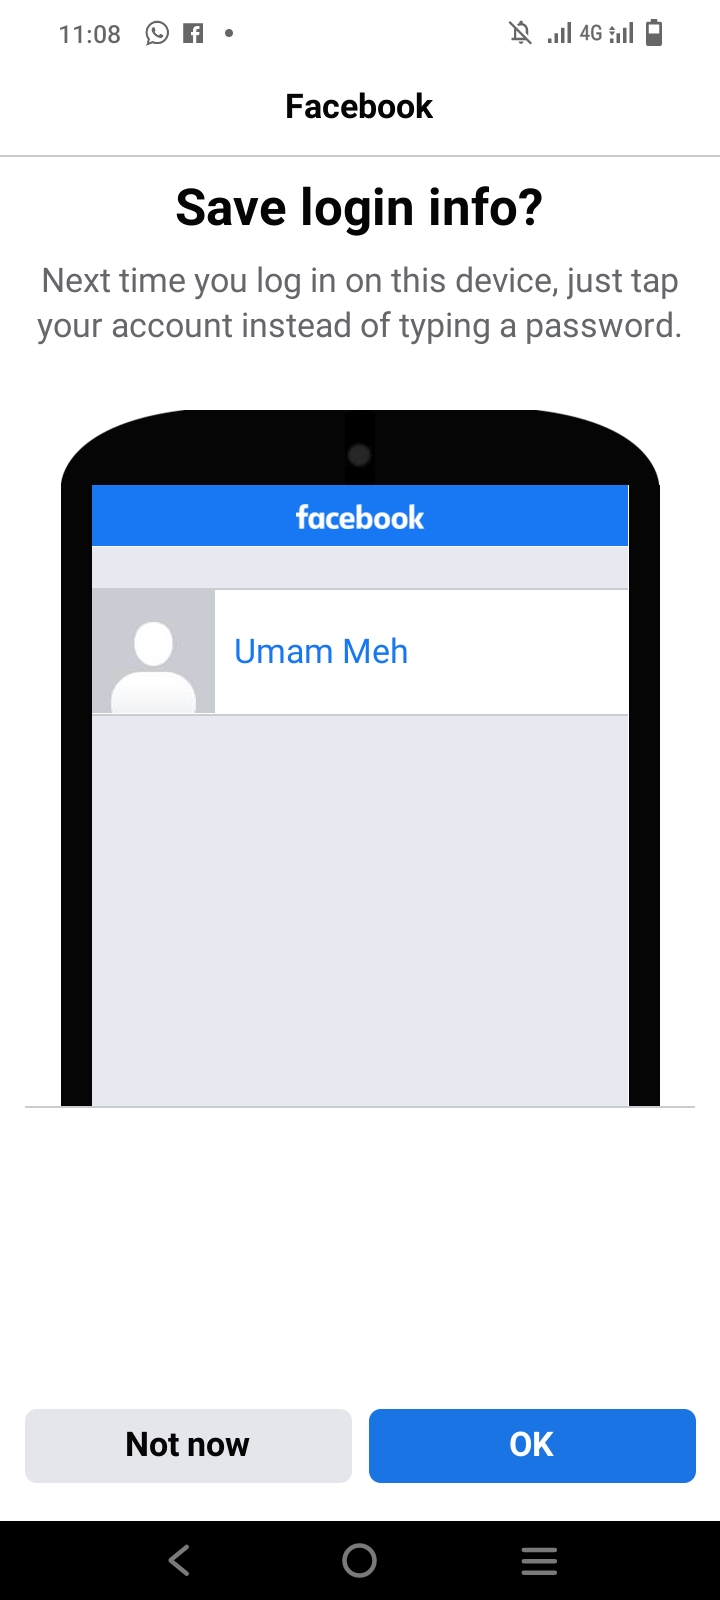 11:08
4G
Facebook
Save login info?
Next time you log in on this device, just tap
your account instead of typing a password.
facebook
Umam Meh
Not now
OK